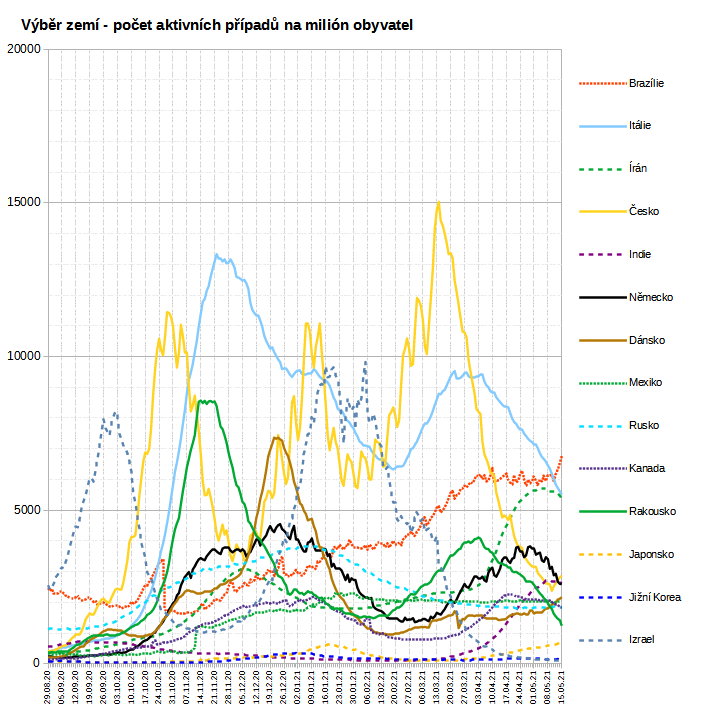 Výběr zemí - počet aktivních případů na milión obyvatel
20000
15000
10000
5000
0
Brazílie
Itálie
Írán
Česko
Indie
Německo
Dánsko
Mexiko
Rusko
Kanada
Rakousko
Japonsko
Jižní Korea
Izrael
29.08.20
05.09.20
12.09.20
19.09.20
26.09.20
03.10.20
10.10.20
17.10.20
24.10.20
31.10.20
07.11.20
14.11.20
21.11.20
28.11.20
05.12.20
12.12.20
19.12.20
26.12.20
02.01.21
09.01.21
16.01.21
23.01.21
30.01.21
06.02.21
13.02.21
20.02.21
27.02.21
06.03.21
13.03.21
20.03.21
27.03.21
03.04.21
10.04.21
17.04.21
24.04.21
01.05.21
08.05.21
15.05.21